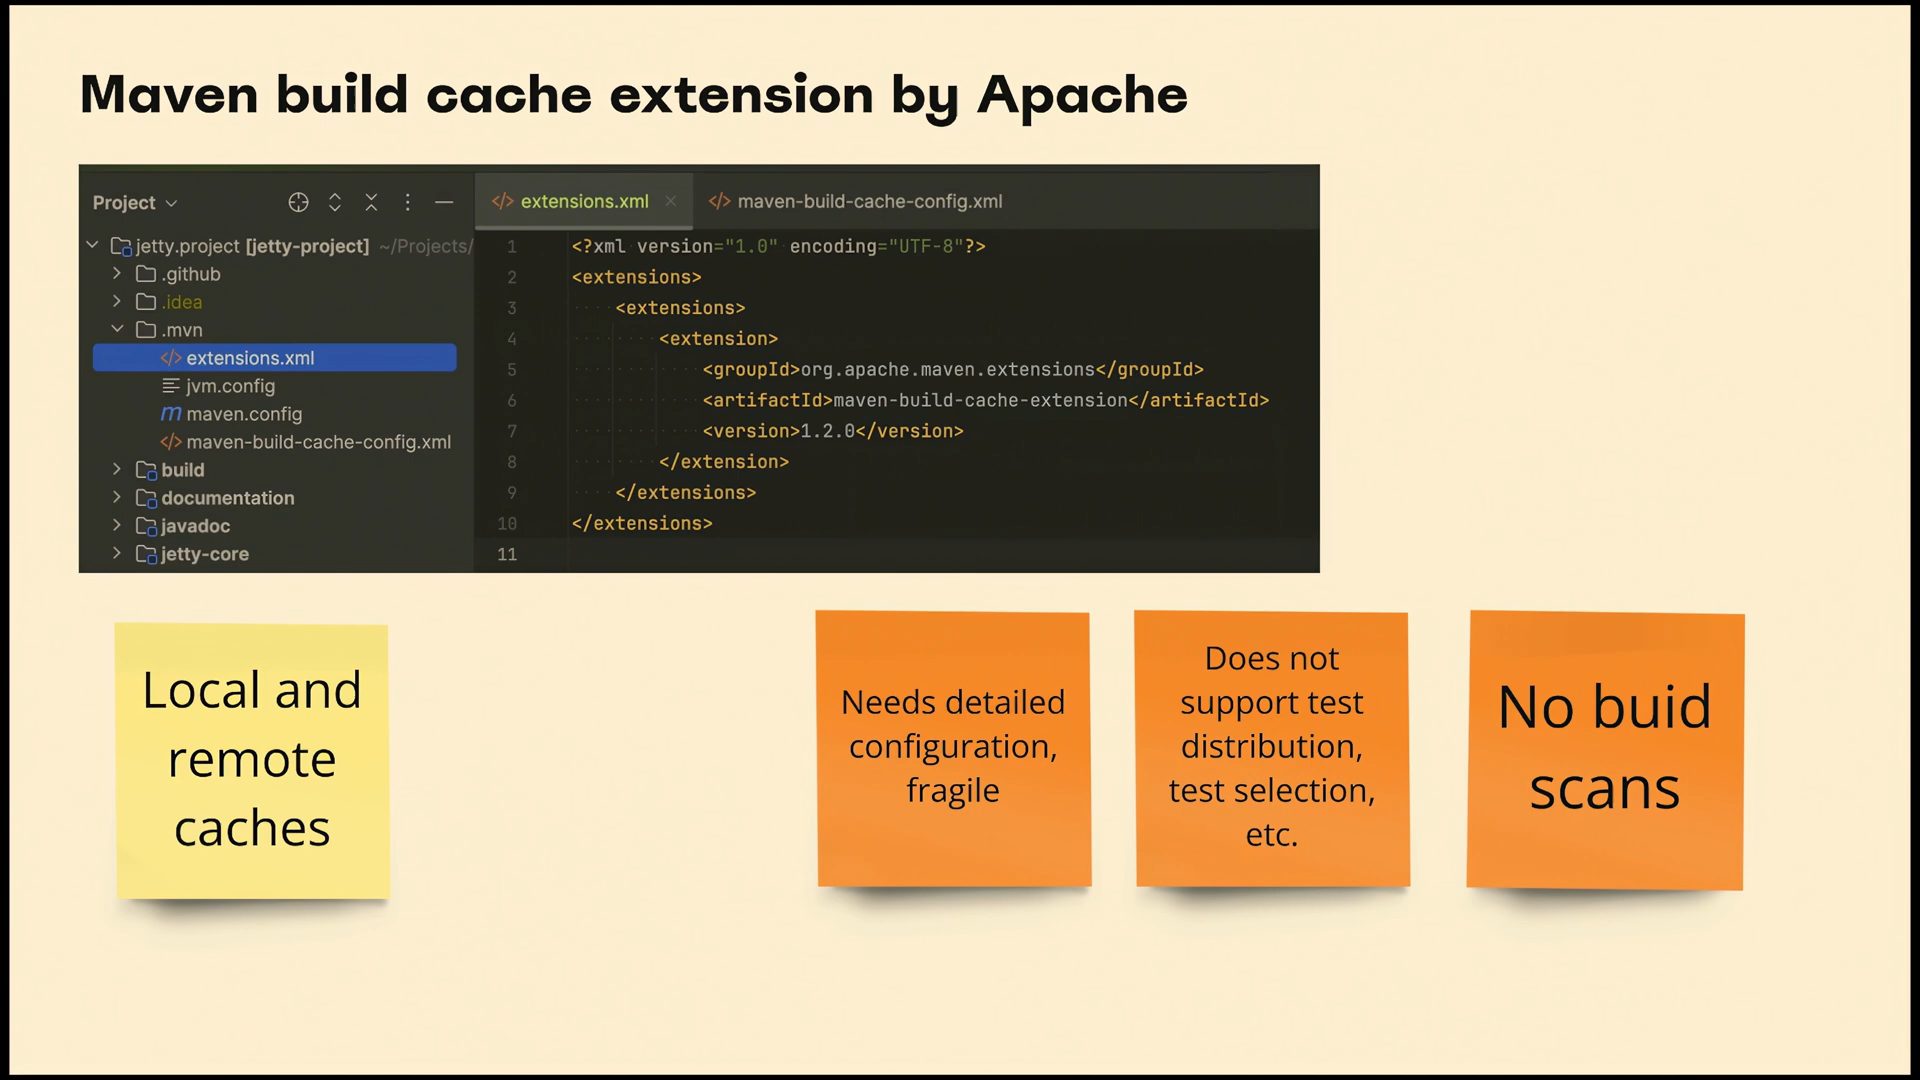 Maven build cache extension by Apache
Project
extensions.xml
maven-build-cache-config.xml
jetty.project [jetty-project] ~/Projects/
.github
.idea
.mvn
extensions.xml
jvm.config
maven.config
maven-build-cache-config.xml
build
documentation
javadoc
jetty-core
1 <?xml version="1.0" encoding="UTF-8"?>
2 <extensions>
3 <extensions>
4 <extension>
5 <groupId>org.apache.maven.extensions</groupId>
6 <artifactId>maven-build-cache-extension</artifactId>
7 <version>1.2.0</version>
8 </extension>
9 </extensions>
10 </extensions>
11
Local and
remote
caches
Needs detailed
configuration,
fragile
Does not
support test
distribution,
test selection,
etc.
No buid
scans